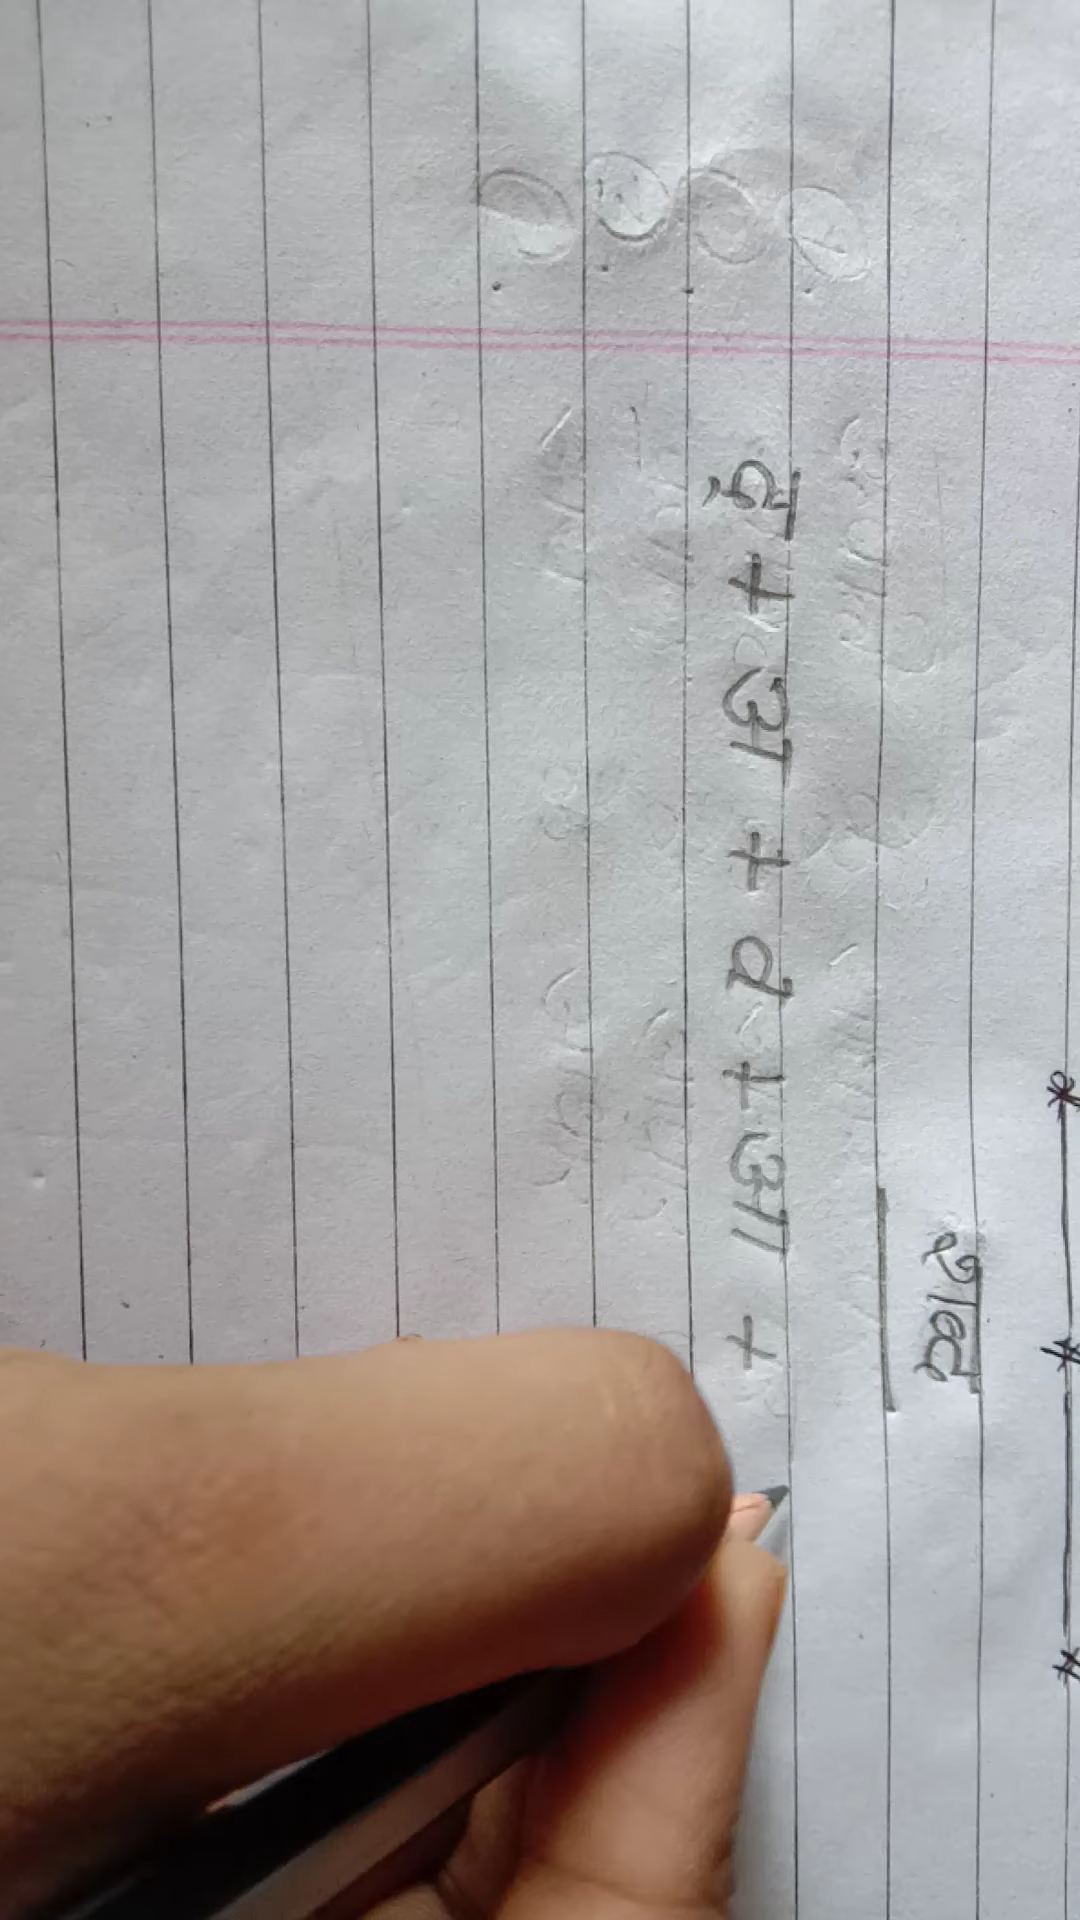 शब्द
द् + अ + व + आ +